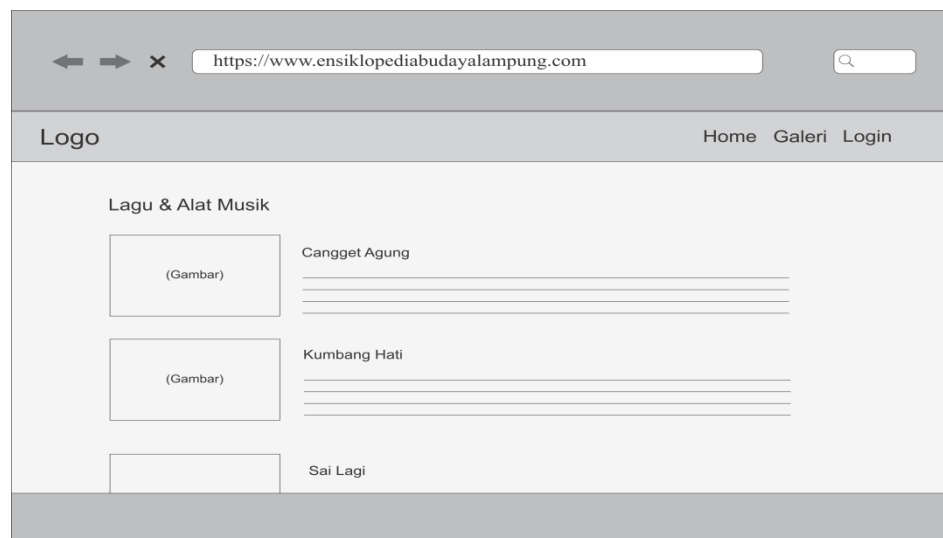 https://www.ensiklopediabudayalampung.com
Logo
Home Galeri Login
Lagu & Alat Musik
(Gambar)
Cangget Agung
(Gambar)
Kumbang Hati
Sai Lagi